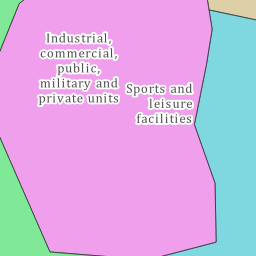 Industrial,
commercial,
public,
military and
private units
Sports and
leisure
facilities